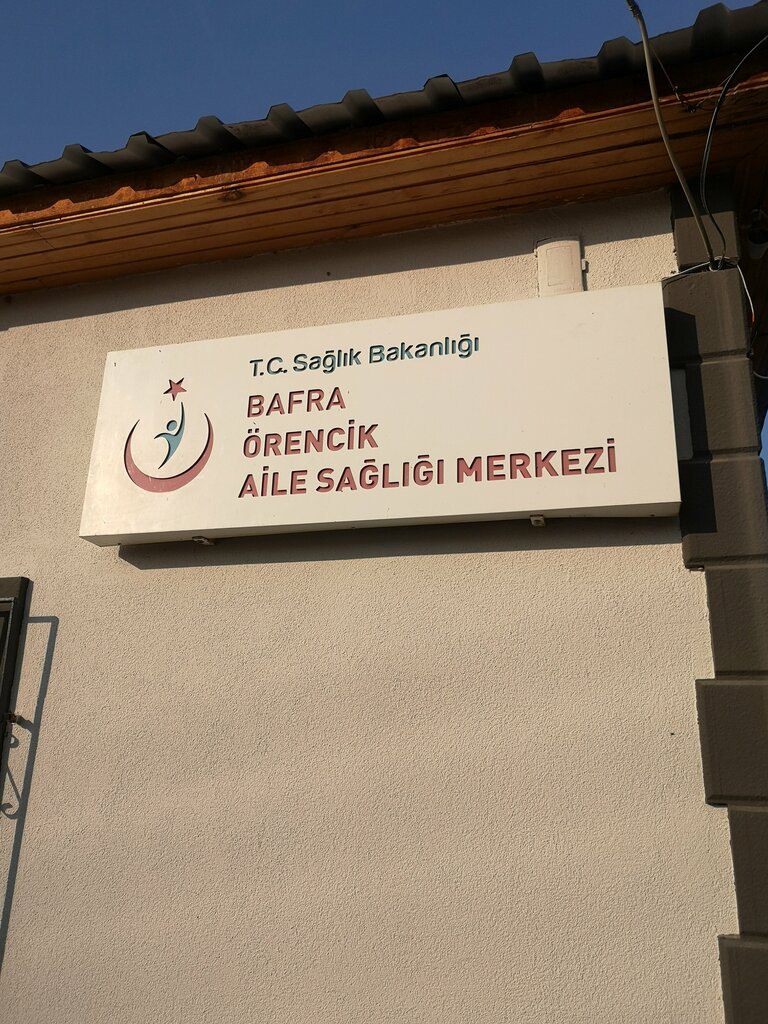 T.C. Sağlık Bakanlığı
BAFRA
ÖRENCİK
AİLE SAĞLIĞI MERKEZİ